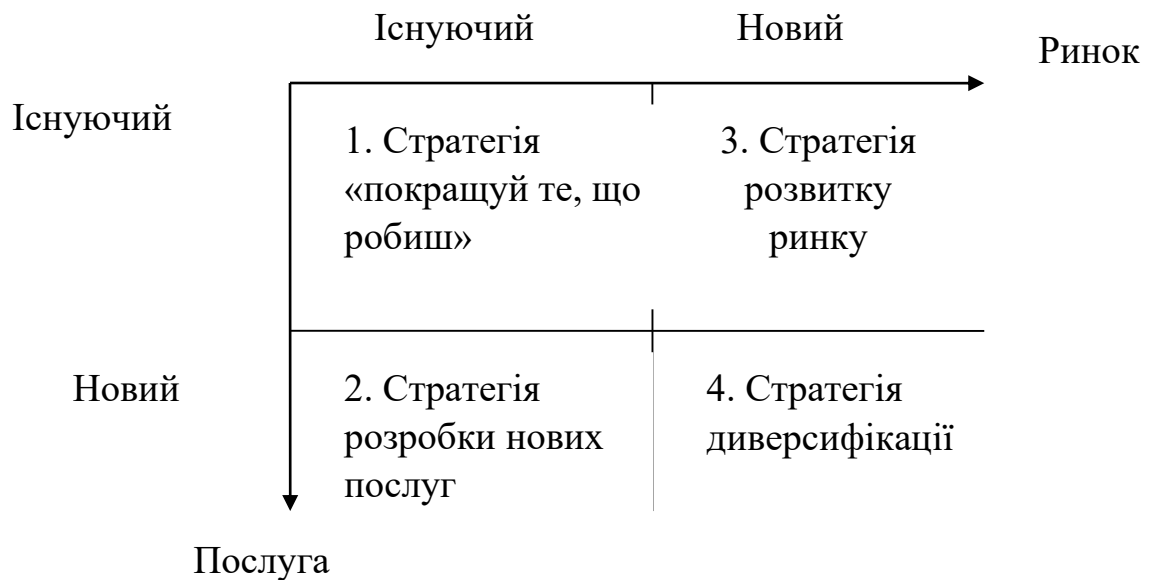 Існуючий Новий
Ринок
Існуючий
1. Стратегія
«покращуй те, що
робиш»
3. Стратегія
розвитку
ринку
Новий
2. Стратегія
розробки нових
послуг
4. Стратегія
диверсифікації
Послуга